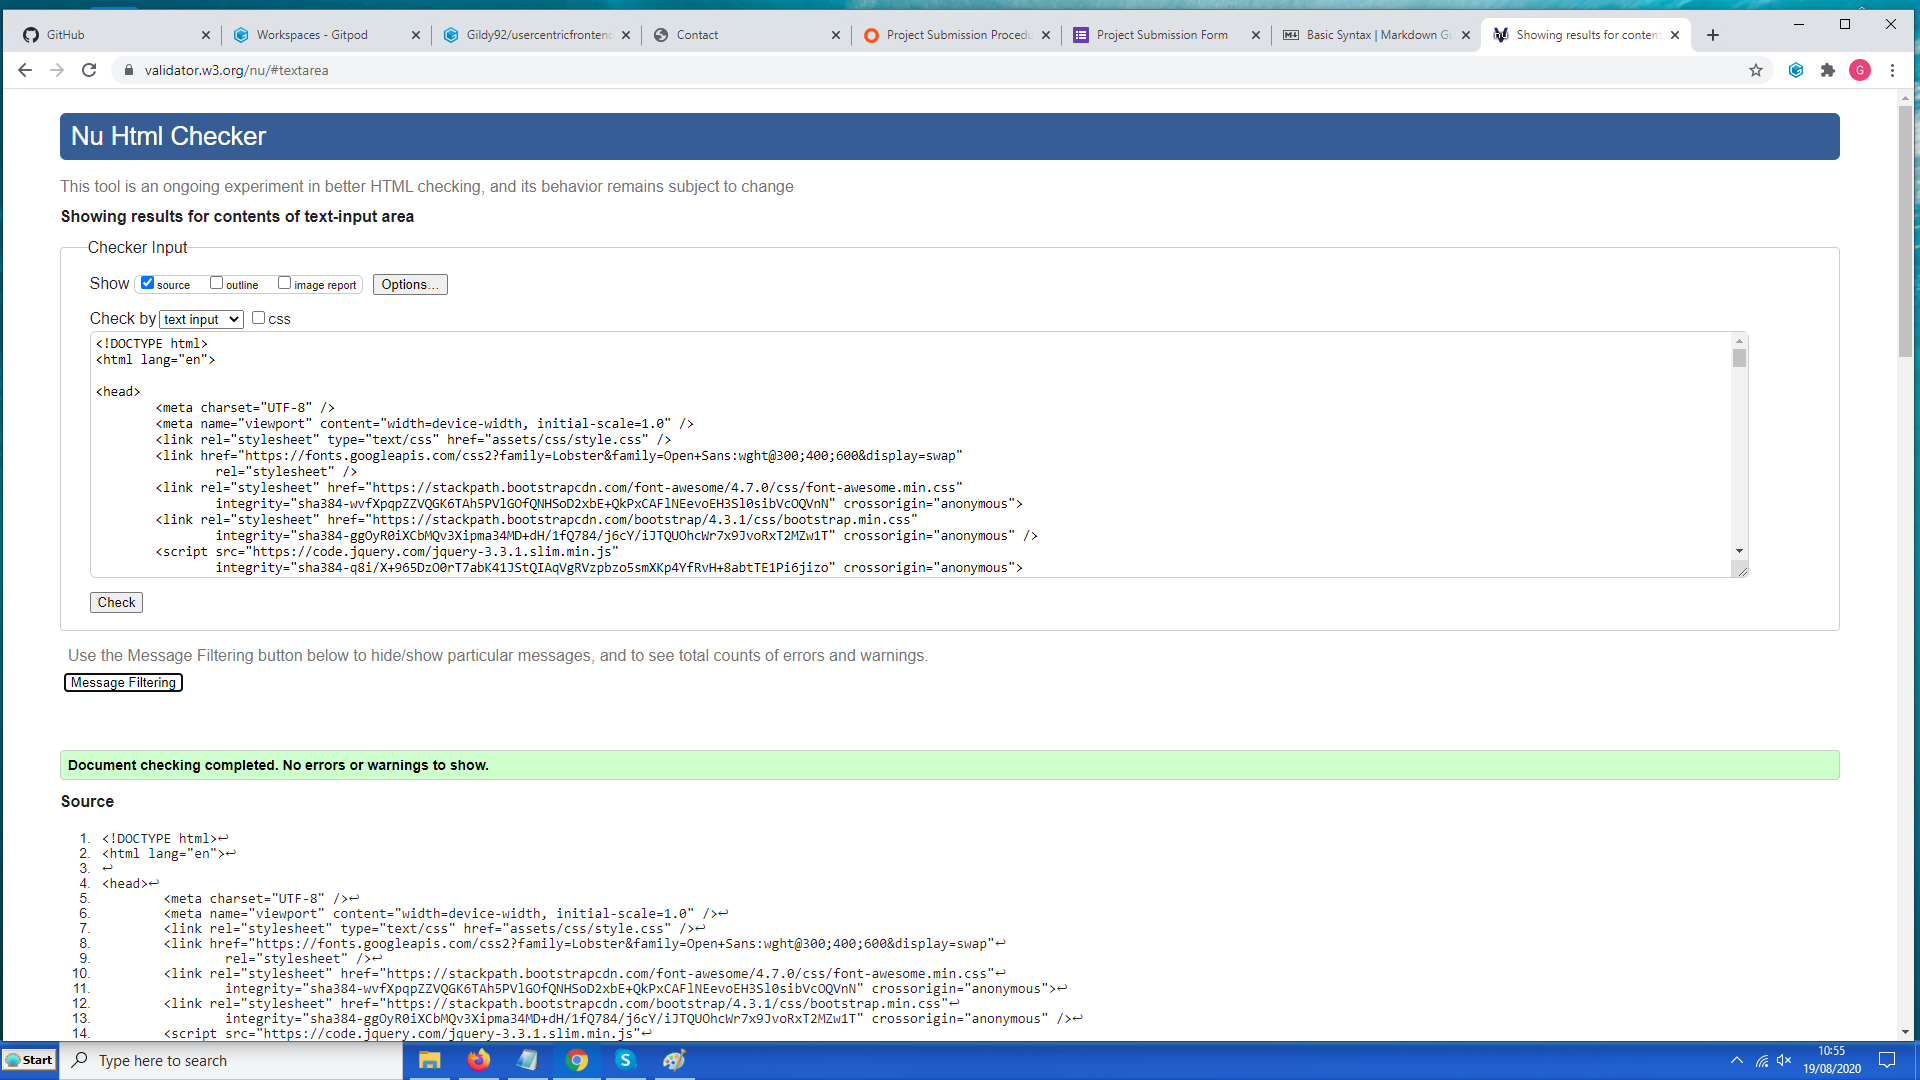 GitHub
Workspaces - Gitpod
Gildy92/usercentricfrontend
Contact
Project Submission Procedu
Project Submission Form
Basic Syntax | Markdown Gu
Showing results for content
validator.w3.org/nu/#textarea
G
Nu Html Checker
This tool is an ongoing experiment in better HTML checking, and its behavior remains subject to change
Showing results for contents of text-input area
Checker Input
Show source outline image report Options...
Check by text input css
<!DOCTYPE html>
<html lang="en">
<head>
<meta charset="UTF-8" />
<meta name="viewport" content="width=device-width, initial-scale=1.0" />
<link rel="stylesheet" type="text/css" href="assets/css/style.css" />
<link href="https://fonts.googleapis.com/css2?family=Lobster&family=Open+Sans:wght@300;400;600&display=swap"
rel="stylesheet" />
<link rel="stylesheet" href="https://stackpath.bootstrapcdn.com/font-awesome/4.7.0/css/font-awesome.min.css"
integrity="sha384-wvfXpqpZZVQGK6TAh5PVlGOfQNHSoD2xbE+QkPxCAFlNEevoEH3Sl0sibVcOQVnN" crossorigin="anonymous">
<link rel="stylesheet" href="https://stackpath.bootstrapcdn.com/bootstrap/4.3.1/css/bootstrap.min.css"
integrity="sha384-ggOyR0iXCbMQv3Xipma34MD+dH/1fQ784/j6cY/iJTQUOhcWr7x9JvoRxT2MZw1T" crossorigin="anonymous" />
<script src="https://code.jquery.com/jquery-3.3.1.slim.min.js"
integrity="sha384-q8i/X+965DzO0rT7abK41JStQIAqVgRVzpbzo5smXKp4YfRvH+8abtTE1Pi6jizo" crossorigin="anonymous">
Check
Use the Message Filtering button below to hide/show particular messages, and to see total counts of errors and warnings.
Message Filtering
Document checking completed. No errors or warnings to show.
Source
1. <!DOCTYPE html>↩
2. <html lang="en">↩
3. ↩
4. <head>↩
5. <meta charset="UTF-8" />↩
6. <meta name="viewport" content="width=device-width, initial-scale=1.0" />↩
7. <link rel="stylesheet" type="text/css" href="assets/css/style.css" />↩
8. <link href="https://fonts.googleapis.com/css2?family=Lobster&family=Open+Sans:wght@300;400;600&display=swap"↩
9. rel="stylesheet" />↩
10. <link rel="stylesheet" href="https://stackpath.bootstrapcdn.com/font-awesome/4.7.0/css/font-awesome.min.css"↩
11. integrity="sha384-wvfXpqpZZVQGK6TAh5PVlGOfQNHSoD2xbE+QkPxCAFlNEevoEH3Sl0sibVcOQVnN" crossorigin="anonymous">↩
12. <link rel="stylesheet" href="https://stackpath.bootstrapcdn.com/bootstrap/4.3.1/css/bootstrap.min.css"↩
13. integrity="sha384-ggOyR0iXCbMQv3Xipma34MD+dH/1fQ784/j6cY/iJTQUOhcWr7x9JvoRxT2MZw1T" crossorigin="anonymous" />↩
14. <script src="https://code.jquery.com/jquery-3.3.1.slim.min.js"↩
Start
Type here to search
10:55
19/08/2020